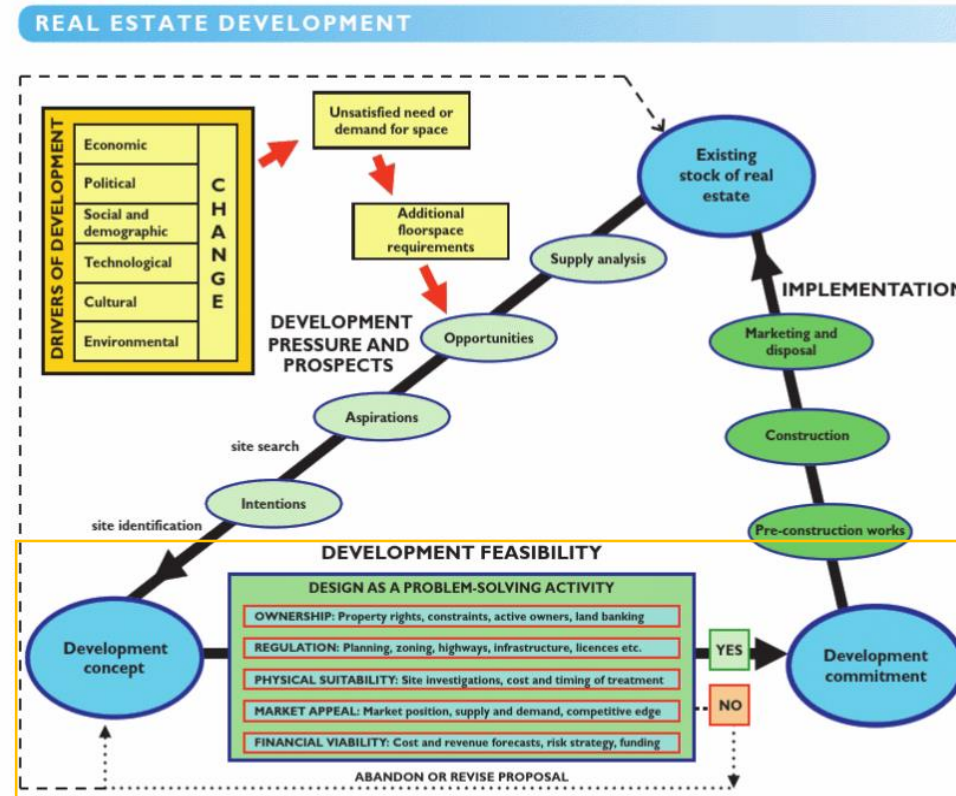 REAL ESTATE DEVELOPMENT
DRIVERS OF DEVELOPMENT
Economic
Political
Social and
demographic
Technological
Cultural
Environmental
CHANGE
Unsatisfied need or
demand for space
Additional
floorspace
requirements
Existing
stock of real
estate
Supply analysis
Opportunities
DEVELOPMENT
PRESSURE AND
PROSPECTS
Aspirations
site search
Intentions
site identification
IMPLEMENTATION
Marketing and
disposal
Construction
Pre-construction works
DEVELOPMENT FEASIBILITY
Development
concept
DESIGN AS A PROBLEM-SOLVING ACTIVITY
OWNERSHIP: Property rights, constraints, active owners, land banking
REGULATION: Planning, zoning, highways, infrastructure, licences etc.
PHYSICAL SUITABILITY: Site investigations, cost and timing of treatment
MARKET APPEAL: Market position, supply and demand, competitive edge
FINANCIAL VIABILITY: Cost and revenue forecasts, risk strategy, funding
YES
NO
Development
commitment
ABANDON OR REVISE PROPOSAL